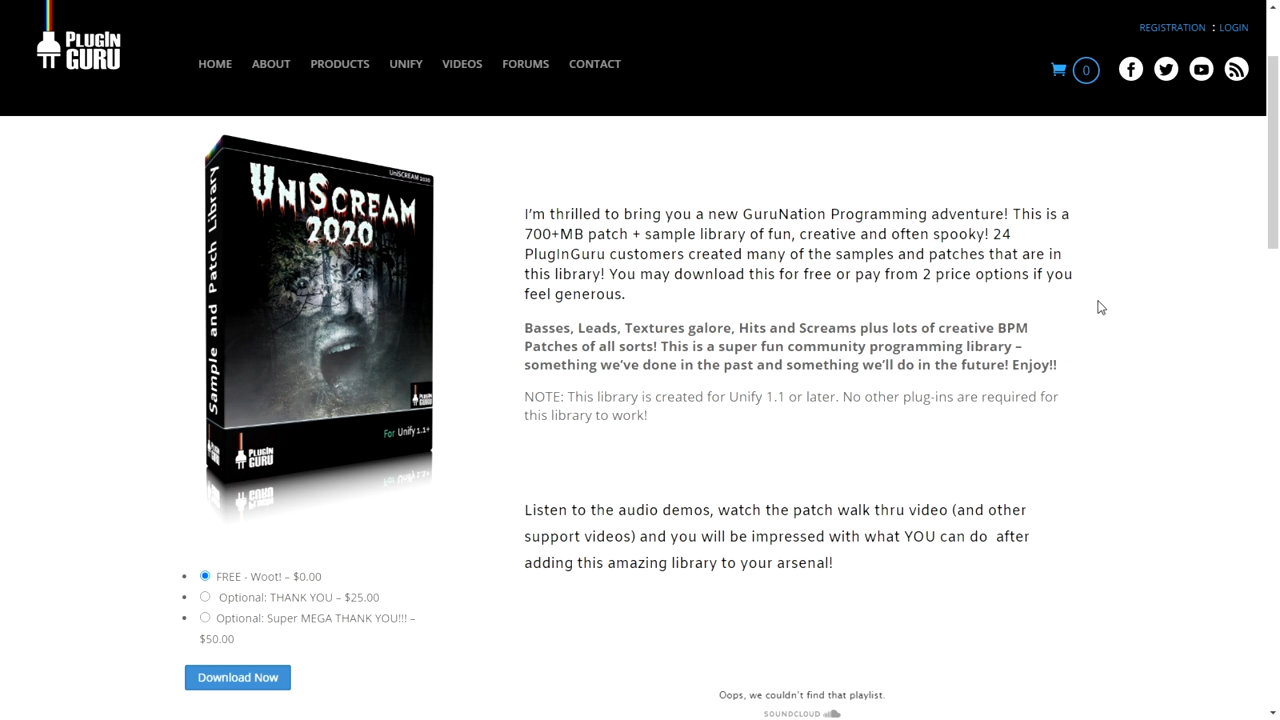 REGISTRATION : LOGIN
PLUGIN
GURU
HOME ABOUT PRODUCTS UNIFY VIDEOS FORUMS CONTACT
0
UniSCREAM 2020
UNISCREAM
2020
Sample and Patch Library
For Unify 1.1+
PLUGIN
GURU
I'm thrilled to bring you a new GuruNation Programming adventure! This is a
700+MB patch + sample library of fun, creative and often spooky! 24
PlugInGuru customers created many of the samples and patches that are in
this library! You may download this for free or pay from 2 price options if you
feel generous.
Basses, Leads, Textures galore, Hits and Screams plus lots of creative BPM
Patches of all sorts! This is a super fun community programming library –
something we've done in the past and something we'll do in the future! Enjoy!!
NOTE: This library is created for Unify 1.1 or later. No other plug-ins are required for
this library to work!
Listen to the audio demos, watch the patch walk thru video (and other
support videos) and you will be impressed with what YOU can do after
adding this amazing library to your arsenal!
FREE - Woot! – $0.00
Optional: THANK YOU – $25.00
Optional: Super MEGA THANK YOU!!! –
$50.00
Download Now
Oops, we couldn't find that playlist.
SOUNDCLOUD